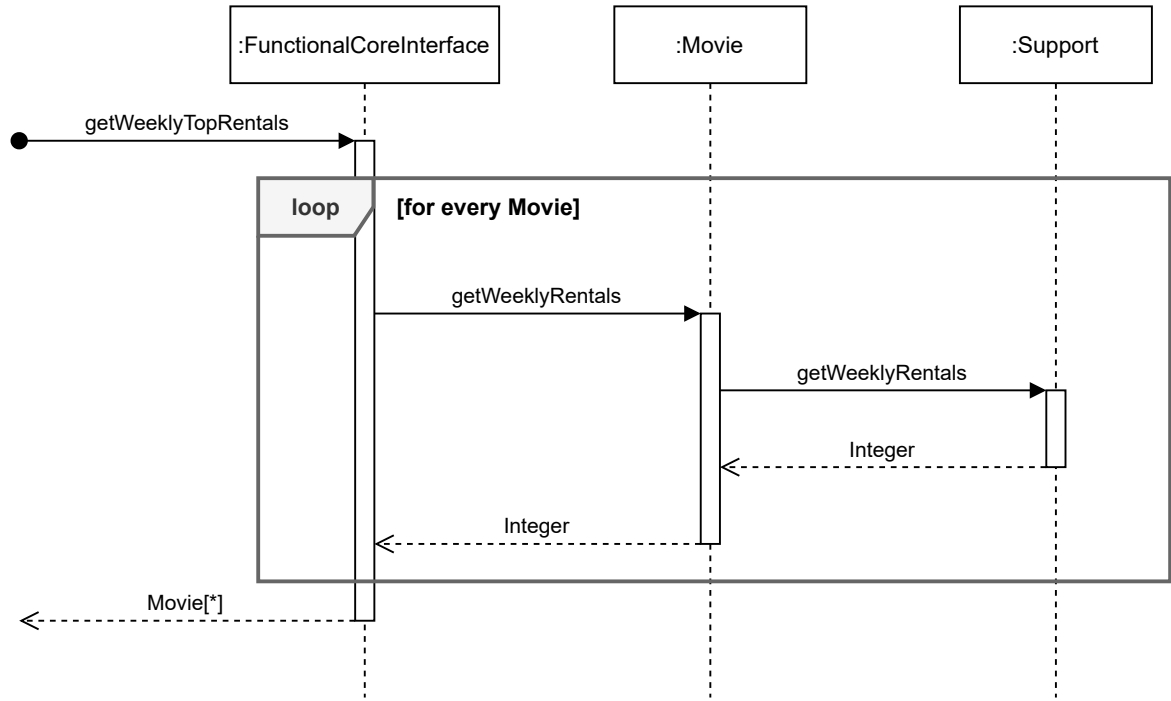 :FunctionalCoreInterface
:Movie
:Support
getWeeklyTopRentals
loop
[for every Movie]
getWeeklyRentals
getWeeklyRentals
Integer
Integer
Movie[*]